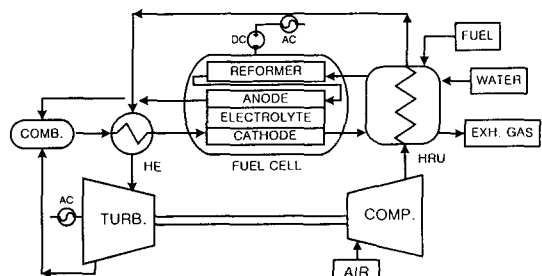 DC
AC
FUEL
REFORMER
WATER
ANODE
ELECTROLYTE
CATHODE
COMB.
EXH. GAS
HE
FUEL CELL
HRU
AC
TURB.
COMP.
AIR